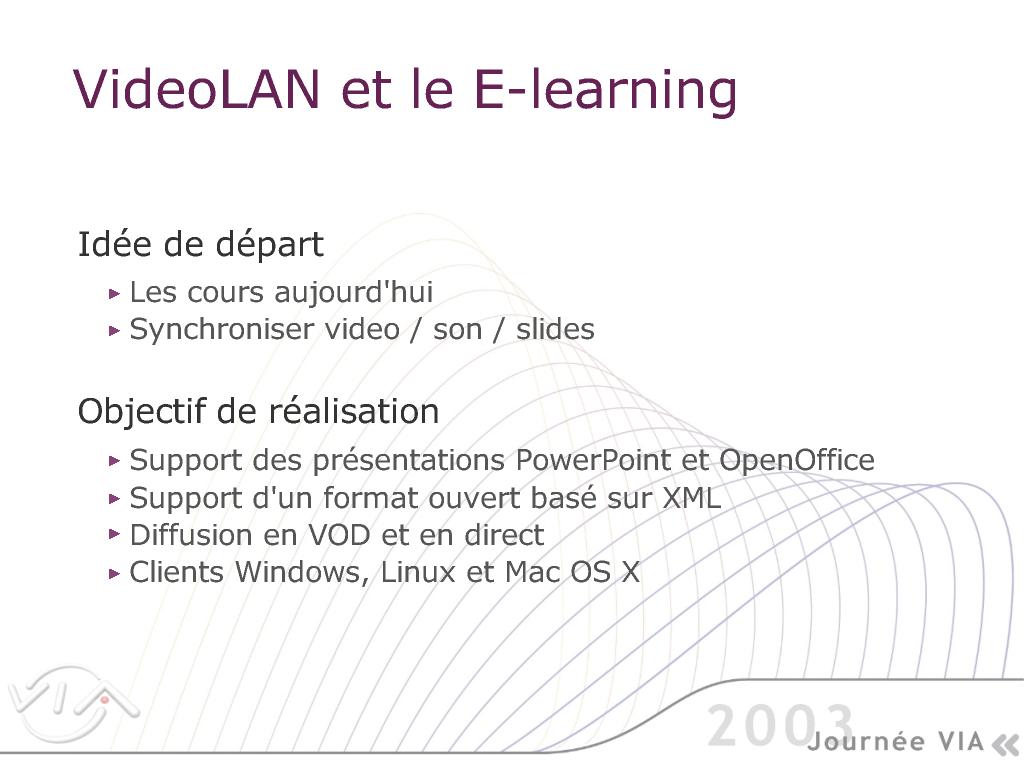 VideoLAN et le E-learning
Idée de départ
Les cours aujourd'hui
Synchroniser video / son / slides
Objectif de réalisation
Support des présentations PowerPoint et OpenOffice
Support d'un format ouvert basé sur XML
Diffusion en VOD et en direct
Clients Windows, Linux et Mac OS X
VIA
2003
Journée VIA